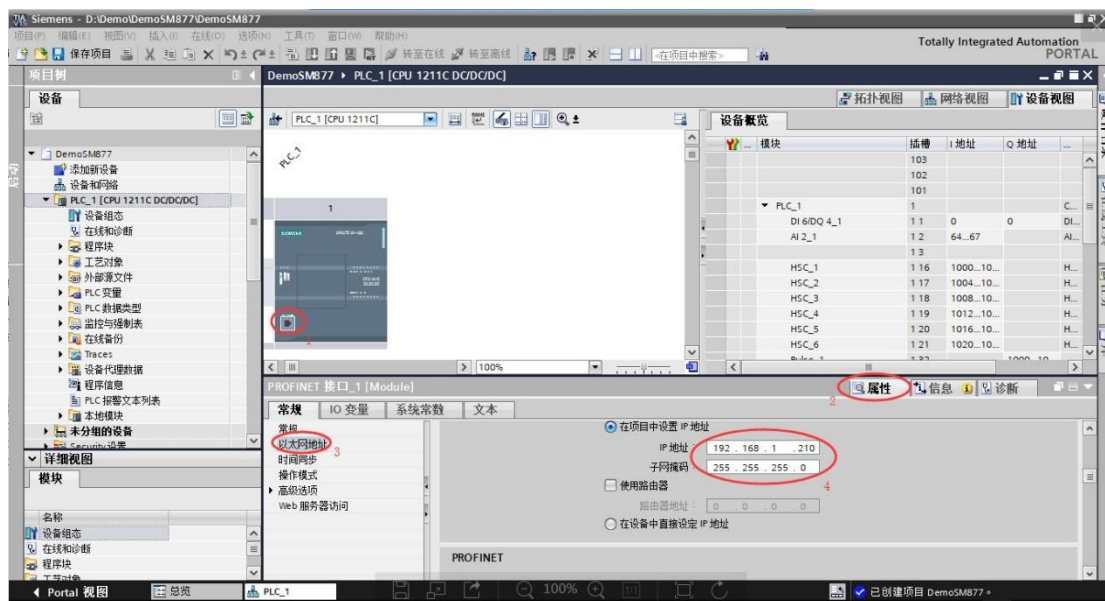 Siemens - D:\Demo\DemoSM877\DemoSM877
项目(P) 编辑(E) 视图(V) 插入(I) 在线(O) 选项(N) 工具(T) 窗口(W) 帮助(H)
保存项目 转至在线 转至离线 <在项目中搜索>
Totally Integrated Automation
PORTAL
项目树
DemoSM877 ▸ PLC_1 [CPU 1211C DC/DC/DC]
设备
拓扑视图 网络视图 设备视图
PLC_1 [CPU 1211C]
设备概览
模块 插槽 I 地址 Q 地址 ...
103
102
101
PLC_1 1 C...
DI 6/DQ 4_1 1 1 0 0 DI...
AI 2_1 1 2 64...67 AI...
1 3
HSC_1 1 16 1000...10... H...
HSC_2 1 17 1004...10... H...
HSC_3 1 18 1008...10... H...
HSC_4 1 19 1012...10... H...
HSC_5 1 20 1016...10... H...
HSC_6 1 21 1020...10... H...
Pulse_1 1 32 1000...10...
DemoSM877
添加新设备
设备和网络
PLC_1 [CPU 1211C DC/DC/DC]
设备组态
在线和诊断
程序块
工艺对象
外部源文件
PLC 变量
PLC 数据类型
监控与强制表
在线备份
Traces
设备代理数据
程序信息
PLC 报警文本列表
本地模块
未分组的设备
Security 设置
PLC_1
1
SIEMENS
1
100%
详细视图
模块
名称
设备组态
在线和诊断
程序块
工艺对象
PROFINET 接口_1 [Module]
属性 信息 诊断
2
常规 IO 变量 系统常数 文本
常规
以太网地址
3
时间同步
操作模式
高级选项
Web 服务器访问
在项目中设置 IP 地址
IP 地址： 192 . 168 . 1 . 210
子网掩码： 255 . 255 . 255 . 0
4
使用路由器
路由器地址： 0 . 0 . 0 . 0
在设备中直接设定 IP 地址
PROFINET
Portal 视图 总览 PLC_1 100% 1:1 已创建项目 DemoSM877。